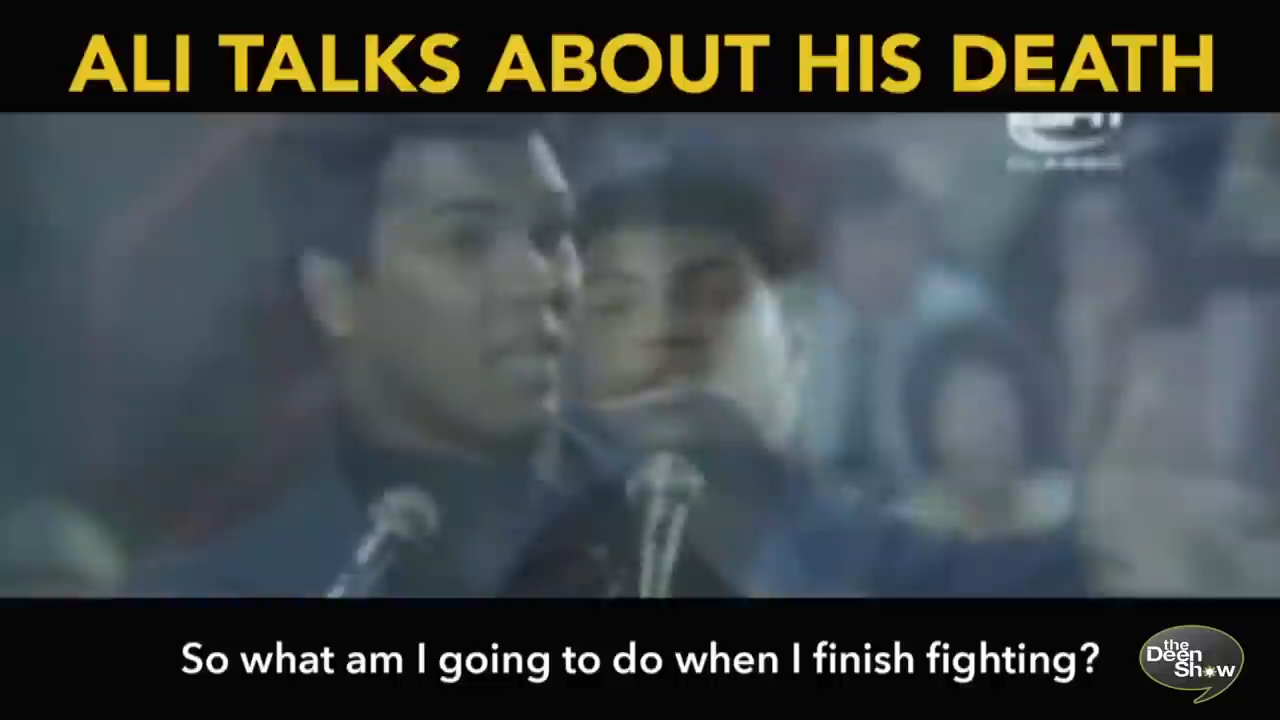 ALI TALKS ABOUT HIS DEATH
So what am I going to do when I finish fighting?
the
Deen
Show